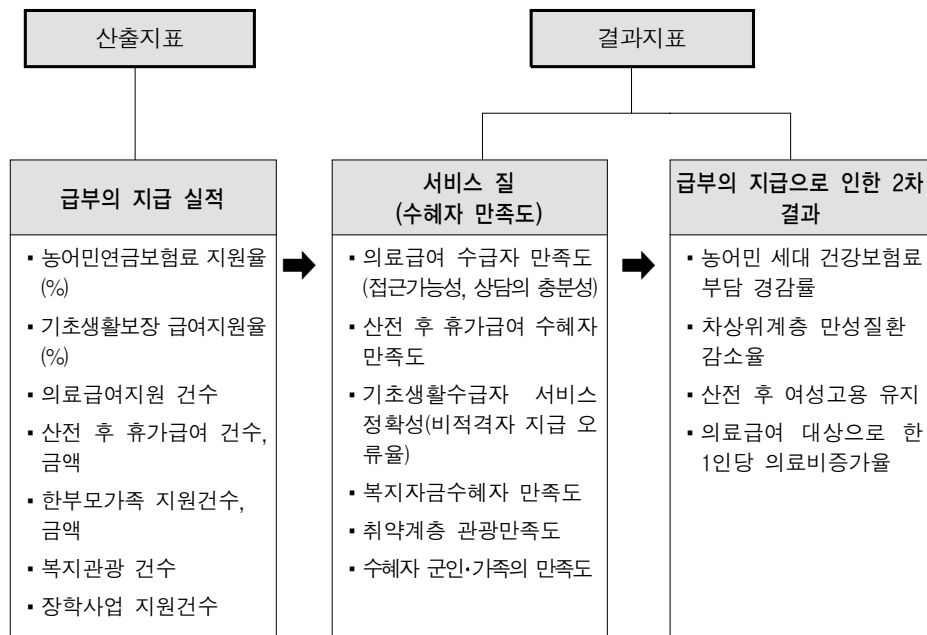 산출지표
결과지표
급부의 지급 실적
▪ 농어민연금보험료 지원율
(%)
▪ 기초생활보장 급여지원율
(%)
▪ 의료급여지원 건수
▪ 산전 후 휴가급여 건수,
금액
▪ 한부모가족 지원건수,
금액
▪ 복지관광 건수
▪ 장학사업 지원건수
서비스 질
(수혜자 만족도)
▪ 의료급여 수급자 만족도
(접근가능성, 상담의 충분성)
▪ 산전 후 휴가급여 수혜자
만족도
▪ 기초생활수급자 서비스
정확성(비적격자 지급 오
류율)
▪ 복지자금수혜자 만족도
▪ 취약계층 관광만족도
▪ 수혜자 군인·가족의 만족도
급부의 지급으로 인한 2차
결과
▪ 농어민 세대 건강보험료
부담 경감률
▪ 차상위계층 만성질환
감소율
▪ 산전 후 여성고용 유지
▪ 의료급여 대상으로 한
1인당 의료비증가율